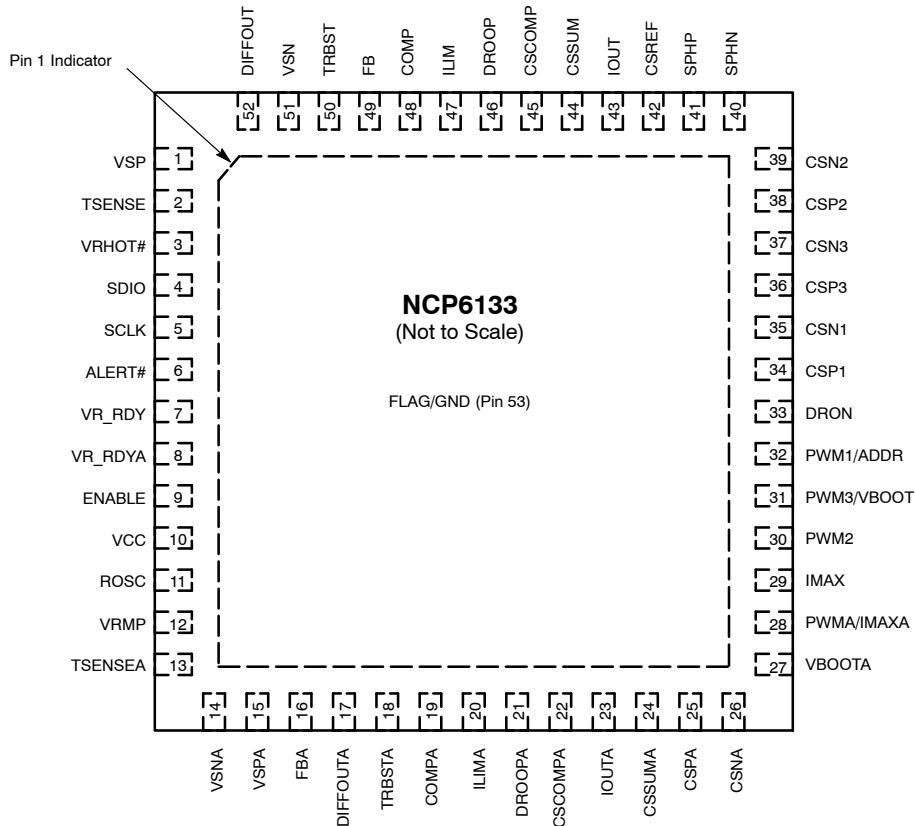 DIFFOUT
VSN
TRBST
FB
COMP
ILIM
DROOP
CSCOMP
CSSUM
IOUT
CSREF
SPHP
SPHN
Pin 1 Indicator
52
51
50
49
48
47
46
45
44
43
42
41
40
VSP 1
TSENSE 2
VRHOT# 3
SDIO 4
SCLK 5
ALERT# 6
VR_RDY 7
VR_RDYA 8
ENABLE 9
VCC 10
ROSC 11
VRMP 12
TSENSEA 13
NCP6133
(Not to Scale)
FLAG/GND (Pin 53)
39 CSN2
38 CSP2
37 CSN3
36 CSP3
35 CSN1
34 CSP1
33 DRON
32 PWM1/ADDR
31 PWM3/VBOOT
30 PWM2
29 IMAX
28 PWMA/IMAXA
27 VBOOTA
14
15
16
17
18
19
20
21
22
23
24
25
26
VSNA
VSPA
FBA
DIFFOUTA
TRBSTA
COMPA
ILIMA
DROOPA
CSCOMPA
IOUTA
CSSUMA
CSPA
CSNA